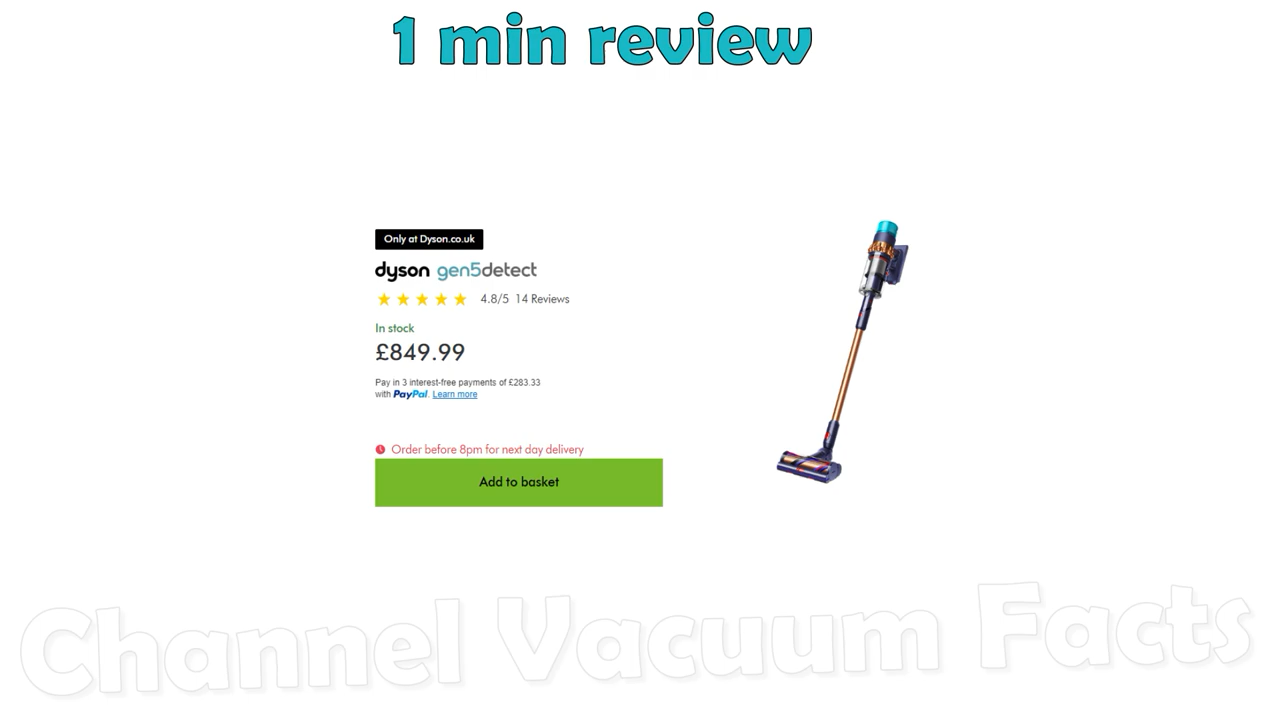 1 min review
Only at Dyson.co.uk
dyson gen5detect
4.8/5 14 Reviews
In stock
£849.99
Pay in 3 interest-free payments of £283.33
with PayPal. Learn more
Order before 8pm for next day delivery
Add to basket
Channel Vacuum Facts